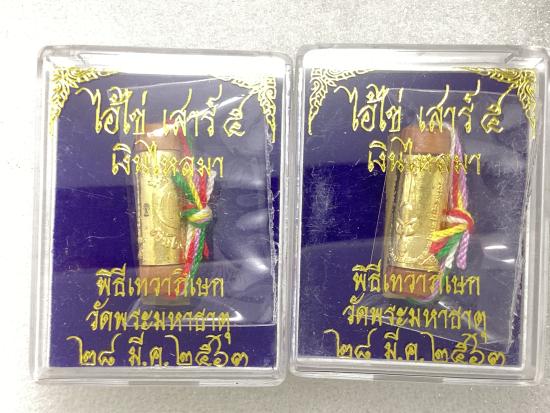 ไอ้ไข่ เสาร์ ๕
เงินไหลมา
พิธีเทวาภิเษก
วัดพระมหาธาตุ
๒๘ มี.ค.๒๕๖๓
ไอ้ไข่ เสาร์ ๕
เงินไหลมา
พิธีเทวาภิเษก
วัดพระมหาธาตุ
๒๘ มี.ค.๒๕๖๓